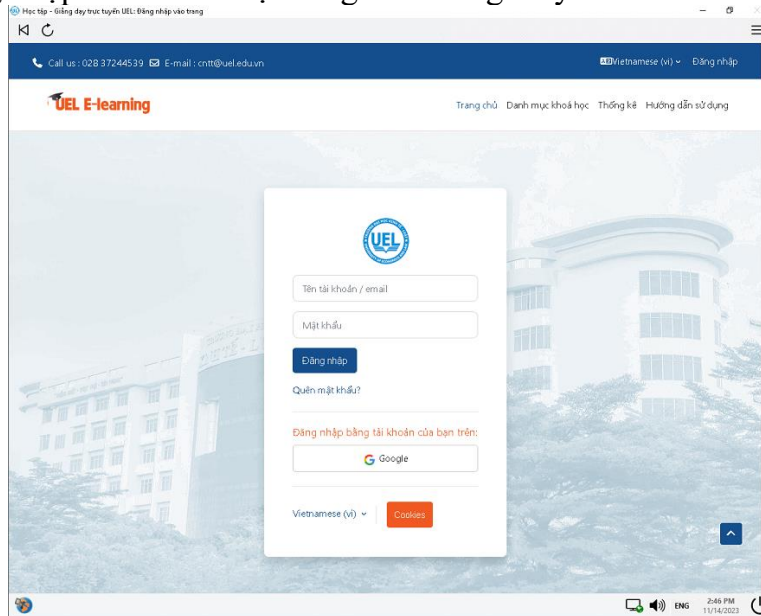 Học tập - Giảng dạy trực tuyến UEL: Đăng nhập vào trang
Call us : 028 37244539 E-mail : cntt@uel.edu.vn
Vietnamese (vi) Đăng nhập
UEL E-learning
Trang chủ Danh mục khoá học Thống kê Hướng dẫn sử dụng
UEL
Tên tài khoản / email
Mật khẩu
Đăng nhập
Quên mật khẩu?
Đăng nhập bằng tài khoản của bạn trên:
Google
Vietnamese (vi) Cookies
ENG 2:46 PM
11/14/2023